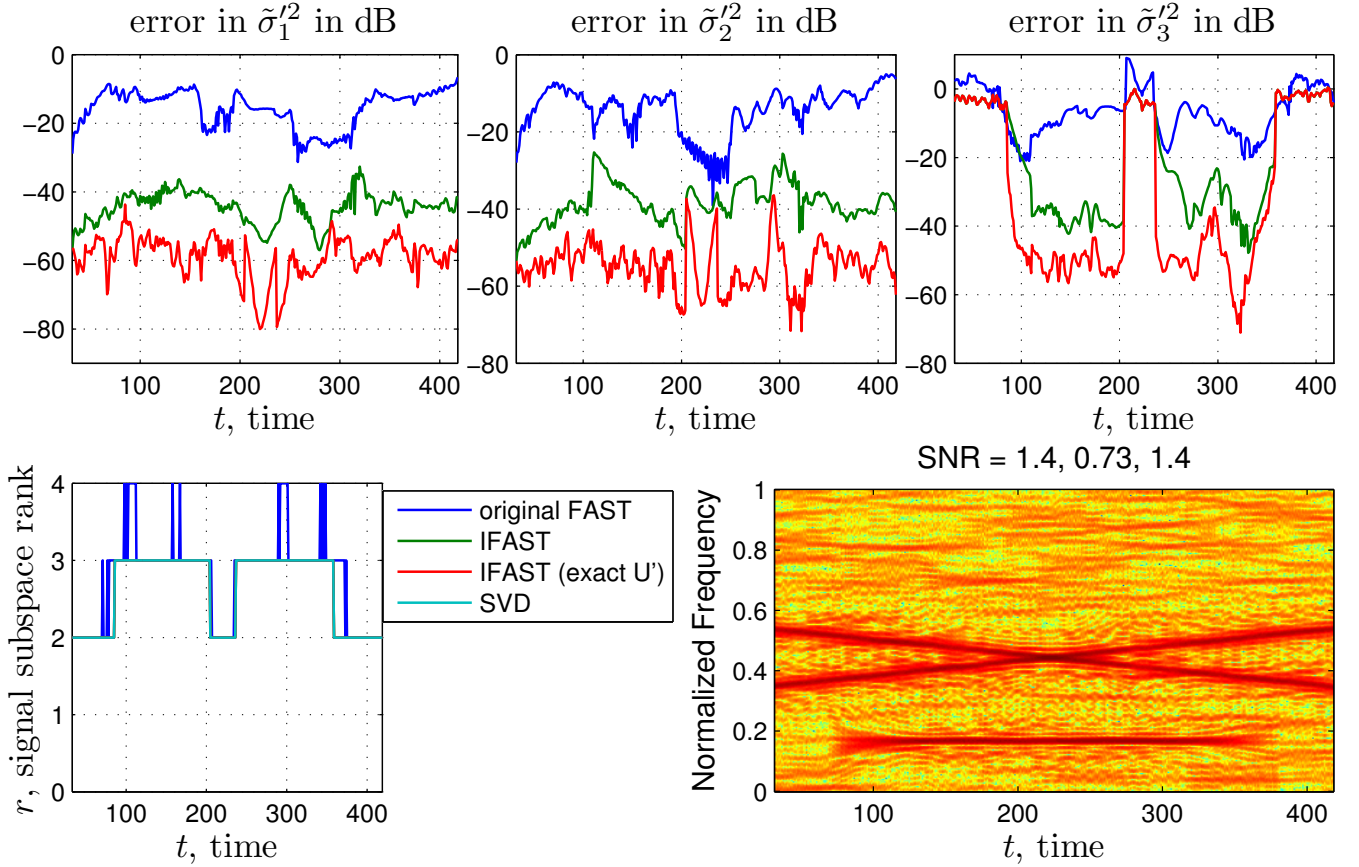 error in σ̃′²₁ in dB
error in σ̃′²₂ in dB
error in σ̃′²₃ in dB
0
−20
−40
−60
−80
100 200 300 400
t, time
0
−20
−40
−60
−80
100 200 300 400
t, time
0
−20
−40
−60
−80
100 200 300 400
t, time
r, signal subspace rank
4
3
2
1
0
100 200 300 400
t, time
original FAST
IFAST
IFAST (exact U’)
SVD
SNR = 1.4, 0.73, 1.4
Normalized Frequency
1
0.8
0.6
0.4
0.2
0
100 200 300 400
t, time